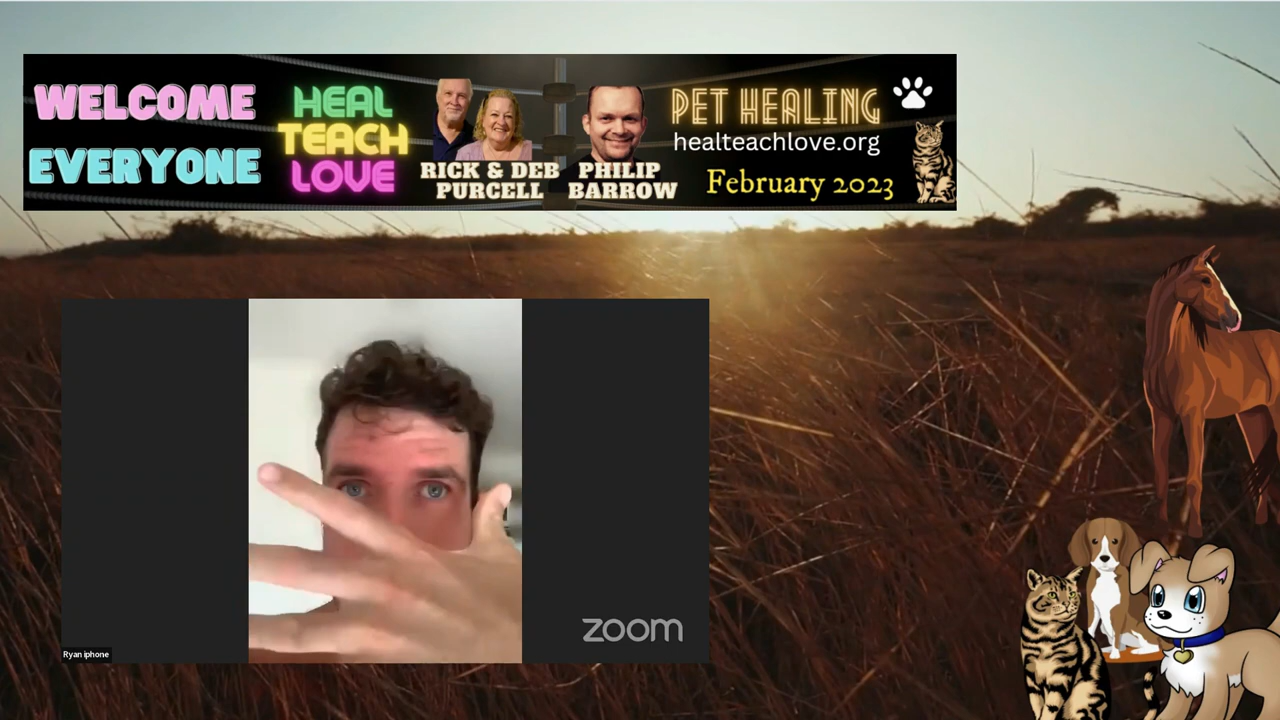 WELCOME
EVERYONE
HEAL
TEACH
LOVE
RICK & DEB
PURCELL
PHILIP
BARROW
PET HEALING
healteachlove.org
February 2023
zoom
Ryan iphone